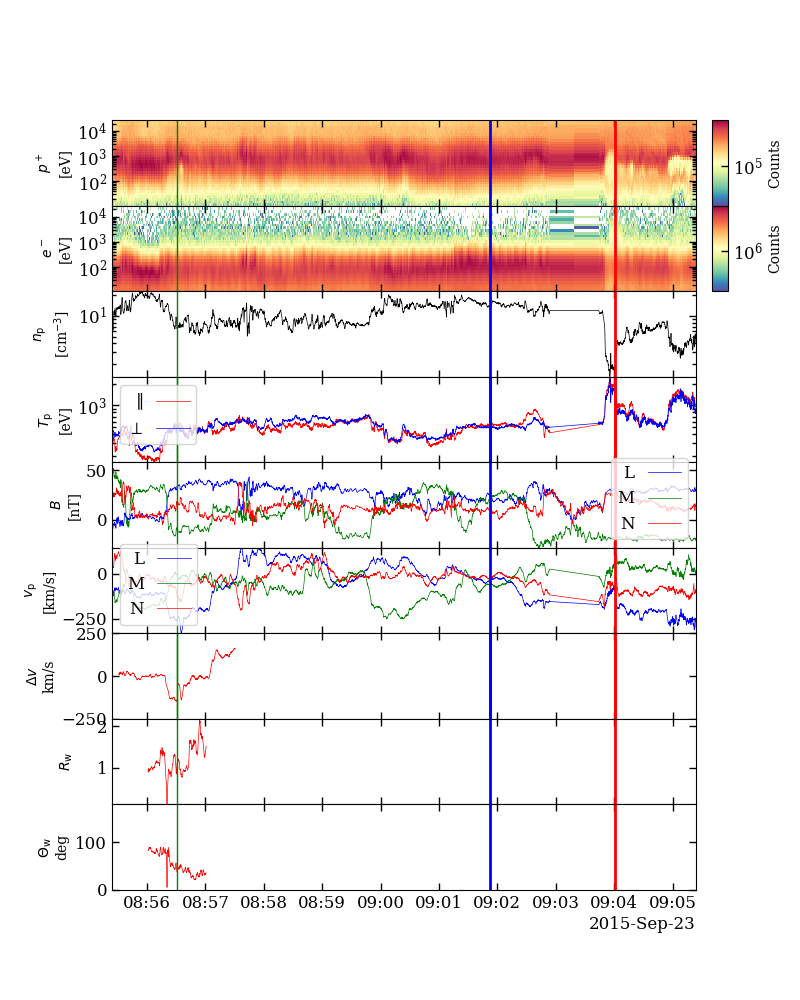 10⁴
10³
10²
p⁺
[eV]
10⁵
Counts
10⁴
10³
10²
e⁻
[eV]
10⁶
Counts
10¹
nₚ
[cm⁻³]
10³
Tₚ
[eV]
∥
⊥
50
0
B
[nT]
L
M
N
0
−250
vₚ
[km/s]
L
M
N
250
0
−250
Δv
km/s
2
1
R_w
100
0
Θ_w
deg
08:56 08:57 08:58 08:59 09:00 09:01 09:02 09:03 09:04 09:05
2015-Sep-23